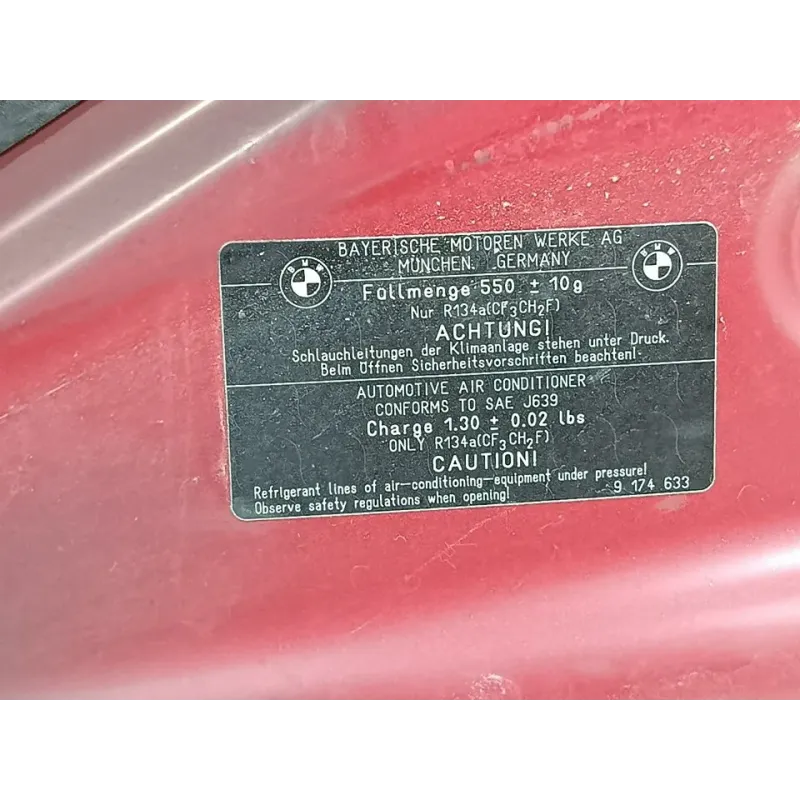 BAYERISCHE MOTOREN WERKE AG
MÜNCHEN, GERMANY
BMW
BMW
Füllmenge 550 ± 10g
Nur R134a(CF₃CH₂F)
ACHTUNG!
Schlauchleitungen der Klimaanlage stehen unter Druck.
Beim Öffnen Sicherheitsvorschriften beachten!
AUTOMOTIVE AIR CONDITIONER
CONFORMS TO SAE J639
Charge 1.30 ± 0.02 lbs
ONLY R134a(CF₃CH₂F)
CAUTION!
Refrigerant lines of air-conditioning-equipment under pressure!
Observe safety regulations when opening!
9 174 633